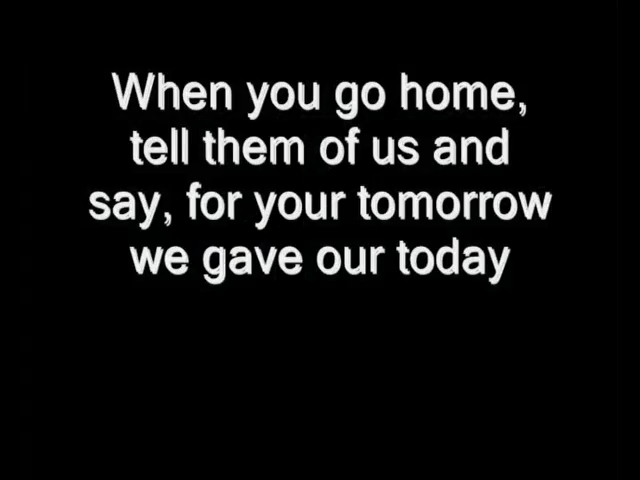 When you go home,
tell them of us and
say, for your tomorrow
we gave our today